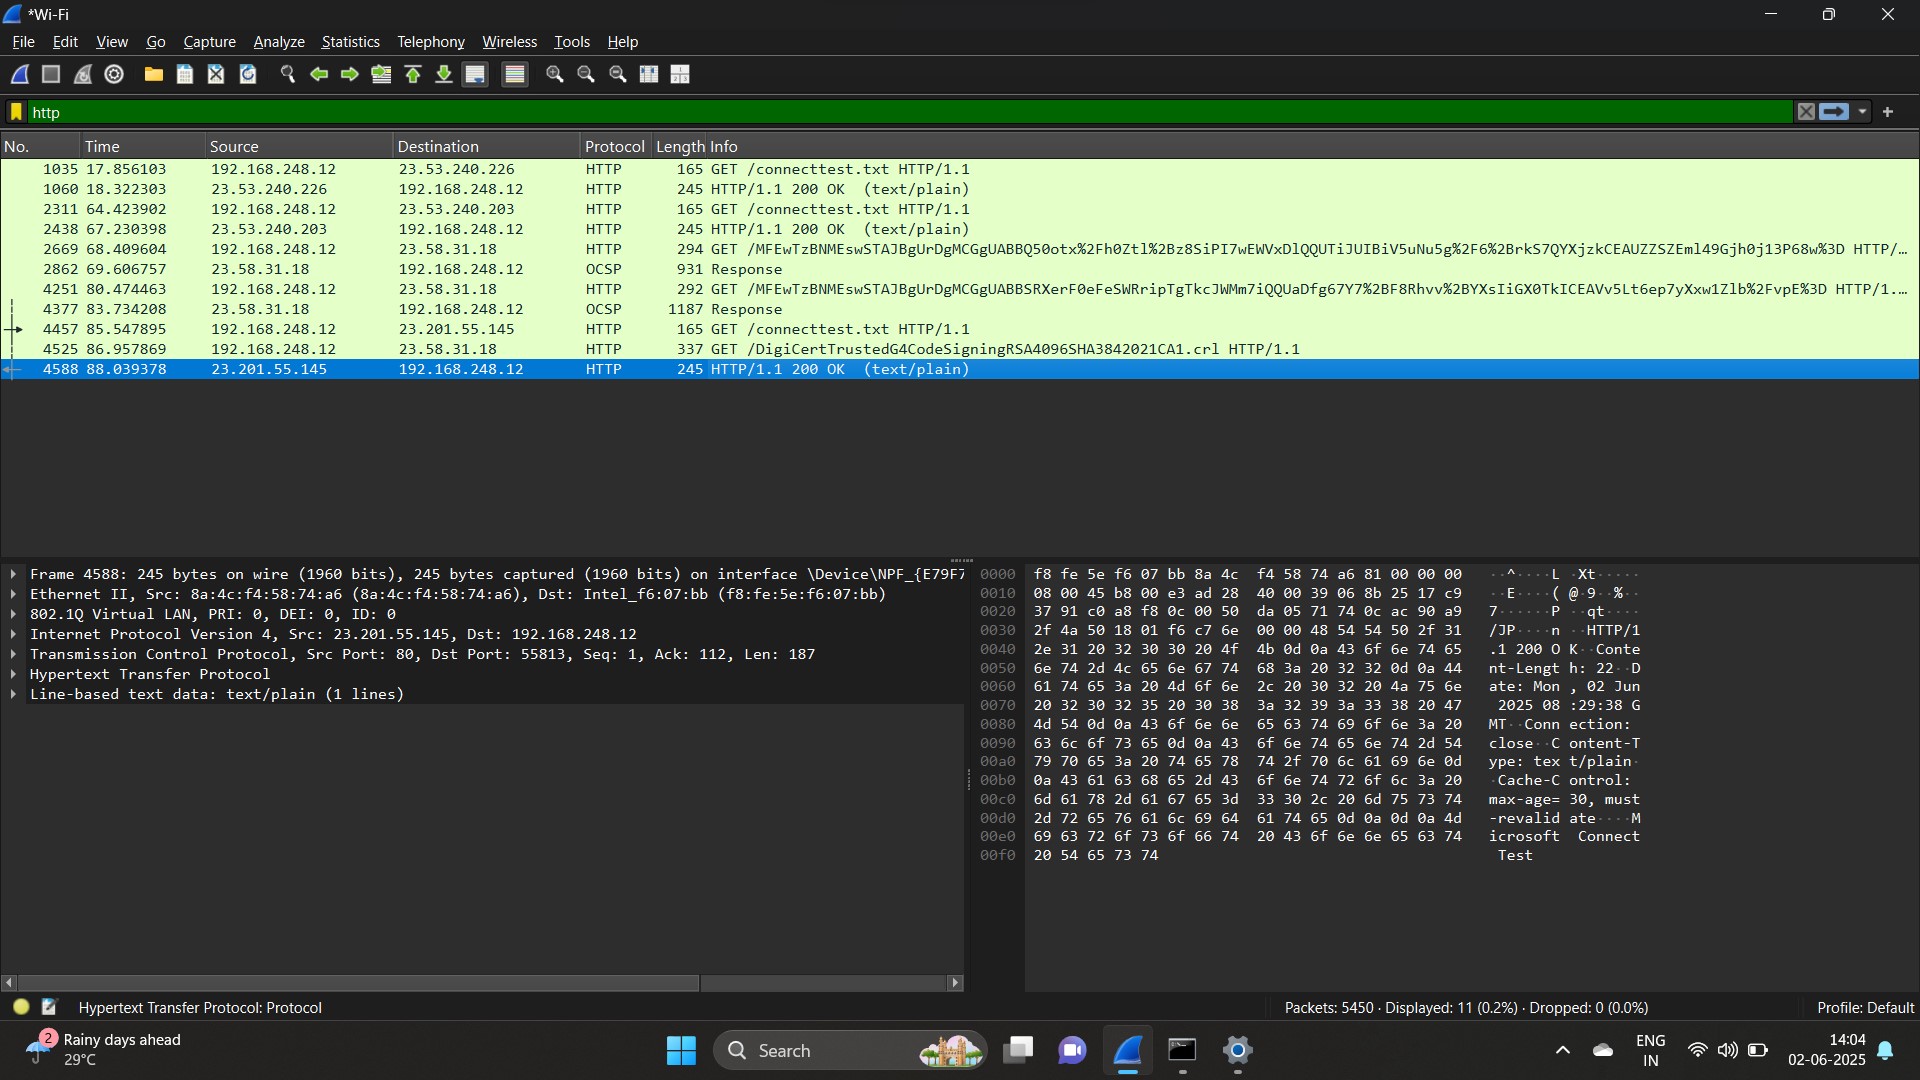 *Wi-Fi
File Edit View Go Capture Analyze Statistics Telephony Wireless Tools Help
http
No. Time Source Destination Protocol Length Info
1035 17.856103 192.168.248.12 23.53.240.226 HTTP 165 GET /connecttest.txt HTTP/1.1
1060 18.322303 23.53.240.226 192.168.248.12 HTTP 245 HTTP/1.1 200 OK (text/plain)
2311 64.423902 192.168.248.12 23.53.240.203 HTTP 165 GET /connecttest.txt HTTP/1.1
2438 67.230398 23.53.240.203 192.168.248.12 HTTP 245 HTTP/1.1 200 OK (text/plain)
2669 68.409604 192.168.248.12 23.58.31.18 HTTP 294 GET /MFEwTzBNMEswSTAJBgUrDgMCGgUABBQ50otx%2Fh0Ztl%2Bz8SiPI7wEWVxDlQQUTiJUIBiV5uNu5g%2F6%2BrkS7QYXjzkCEAUZZSZEml49Gjh0j13P68w%3D HTTP/...
2862 69.606757 23.58.31.18 192.168.248.12 OCSP 931 Response
4251 80.474463 192.168.248.12 23.58.31.18 HTTP 292 GET /MFEwTzBNMEswSTAJBgUrDgMCGgUABBSRXerF0eFeSWRripTgTkcJWMm7iQQUaDfg67Y7%2BF8Rhvv%2BYXsIiGX0TkICEAVv5Lt6ep7yXxw1Zlb%2FvpE%3D HTTP/1....
4377 83.734208 23.58.31.18 192.168.248.12 OCSP 1187 Response
4457 85.547895 192.168.248.12 23.201.55.145 HTTP 165 GET /connecttest.txt HTTP/1.1
4525 86.957869 192.168.248.12 23.58.31.18 HTTP 337 GET /DigiCertTrustedG4CodeSigningRSA4096SHA3842021CA1.crl HTTP/1.1
4588 88.039378 23.201.55.145 192.168.248.12 HTTP 245 HTTP/1.1 200 OK (text/plain)
Frame 4588: 245 bytes on wire (1960 bits), 245 bytes captured (1960 bits) on interface \Device\NPF_{E79F7
Ethernet II, Src: 8a:4c:f4:58:74:a6 (8a:4c:f4:58:74:a6), Dst: Intel_f6:07:bb (f8:fe:5e:f6:07:bb)
802.1Q Virtual LAN, PRI: 0, DEI: 0, ID: 0
Internet Protocol Version 4, Src: 23.201.55.145, Dst: 192.168.248.12
Transmission Control Protocol, Src Port: 80, Dst Port: 55813, Seq: 1, Ack: 112, Len: 187
Hypertext Transfer Protocol
Line-based text data: text/plain (1 lines)
0000 f8 fe 5e f6 07 bb 8a 4c f4 58 74 a6 81 00 00 00 ··^····L ·Xt·····
0010 08 00 45 b8 00 e3 ad 28 40 00 39 06 8b 25 17 c9 ··E····( @·9··%··
0020 37 91 c0 a8 f8 0c 00 50 da 05 71 74 0c ac 90 a9 7······P ··qt····
0030 2f 4a 50 18 01 f6 c7 6e 00 00 48 54 54 50 2f 31 /JP····n ··HTTP/1
0040 2e 31 20 32 30 30 20 4f 4b 0d 0a 43 6f 6e 74 65 .1 200 O K··Conte
0050 6e 74 2d 4c 65 6e 67 74 68 3a 20 32 32 0d 0a 44 nt-Lengt h: 22··D
0060 61 74 65 3a 20 4d 6f 6e 2c 20 30 32 20 4a 75 6e ate: Mon , 02 Jun
0070 20 32 30 32 35 20 30 38 3a 32 39 3a 33 38 20 47 2025 08 :29:38 G
0080 4d 54 0d 0a 43 6f 6e 6e 65 63 74 69 6f 6e 3a 20 MT··Conn ection:
0090 63 6c 6f 73 65 0d 0a 43 6f 6e 74 65 6e 74 2d 54 close··C ontent-T
00a0 79 70 65 3a 20 74 65 78 74 2f 70 6c 61 69 6e 0d ype: tex t/plain·
00b0 0a 43 61 63 68 65 2d 43 6f 6e 74 72 6f 6c 3a 20 ·Cache-C ontrol:
00c0 6d 61 78 2d 61 67 65 3d 33 30 2c 20 6d 75 73 74 max-age= 30, must
00d0 2d 72 65 76 61 6c 69 64 61 74 65 0d 0a 0d 0a 4d -revalid ate····M
00e0 69 63 72 6f 73 6f 66 74 20 43 6f 6e 6e 65 63 74 icrosoft Connect
00f0 20 54 65 73 74 Test
Hypertext Transfer Protocol: Protocol
Packets: 5450 · Displayed: 11 (0.2%) · Dropped: 0 (0.0%)
Profile: Default
2
Rainy days ahead
29°C
Search
ENG
IN
14:04
02-06-2025